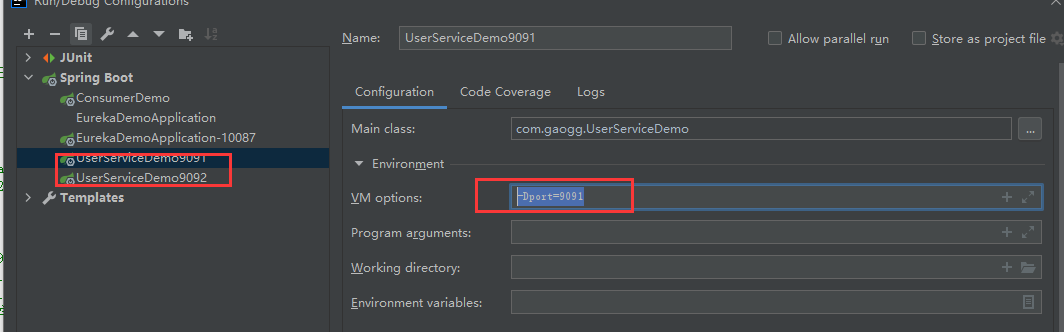 Run/Debug Configurations
Name:
UserServiceDemo9091
Allow parallel run
Store as project file
JUnit
Spring Boot
ConsumerDemo
EurekaDemoApplication
EurekaDemoApplication-10087
UserServiceDemo9091
UserServiceDemo9092
Templates
Configuration
Code Coverage
Logs
Main class:
com.gaogg.UserServiceDemo
...
Environment
VM options:
-Dport=9091
Program arguments:
Working directory:
Environment variables: